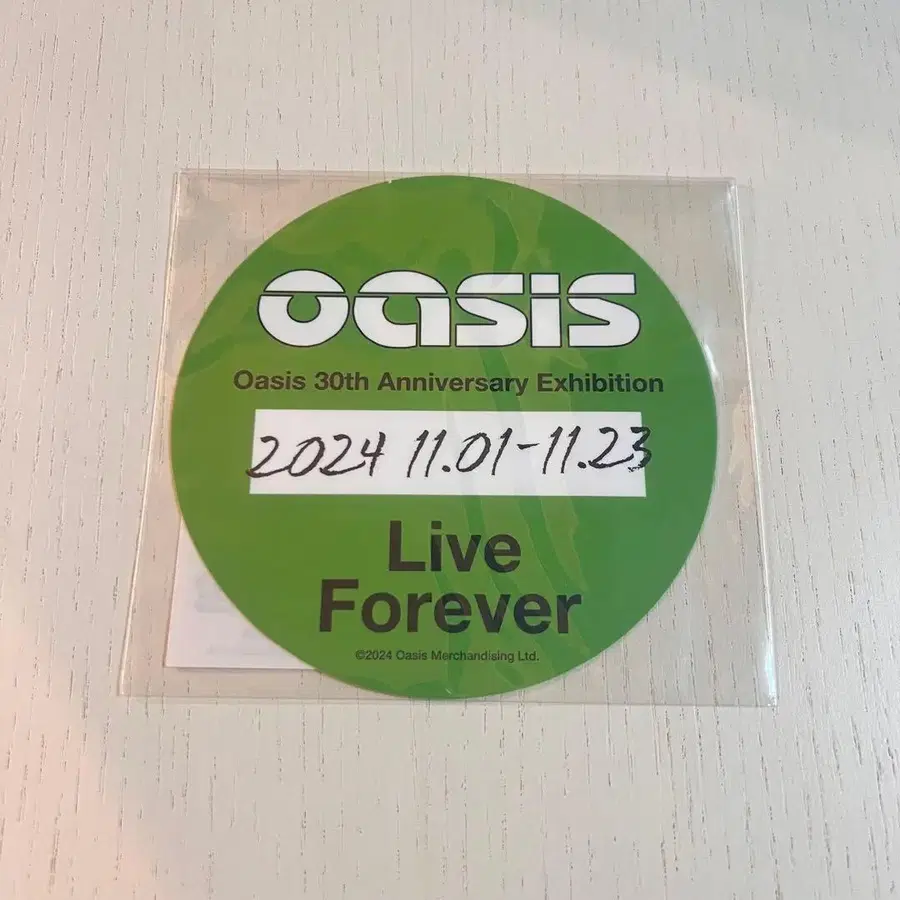 oasis
Oasis 30th Anniversary Exhibition
2024 11.01-11.23
Live
Forever
©2024 Oasis Merchandising Ltd.